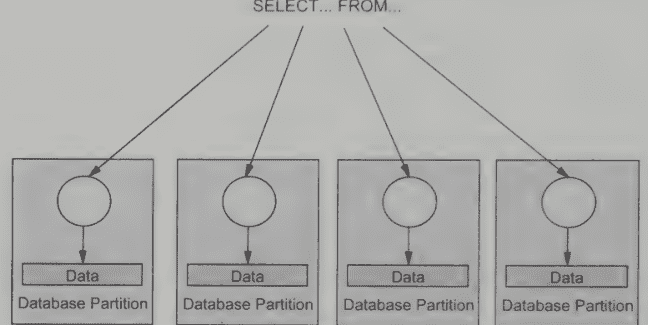 SELECT... FROM...
Data Data Data Data
Database Partition Database Partition Database Partition Database Partition